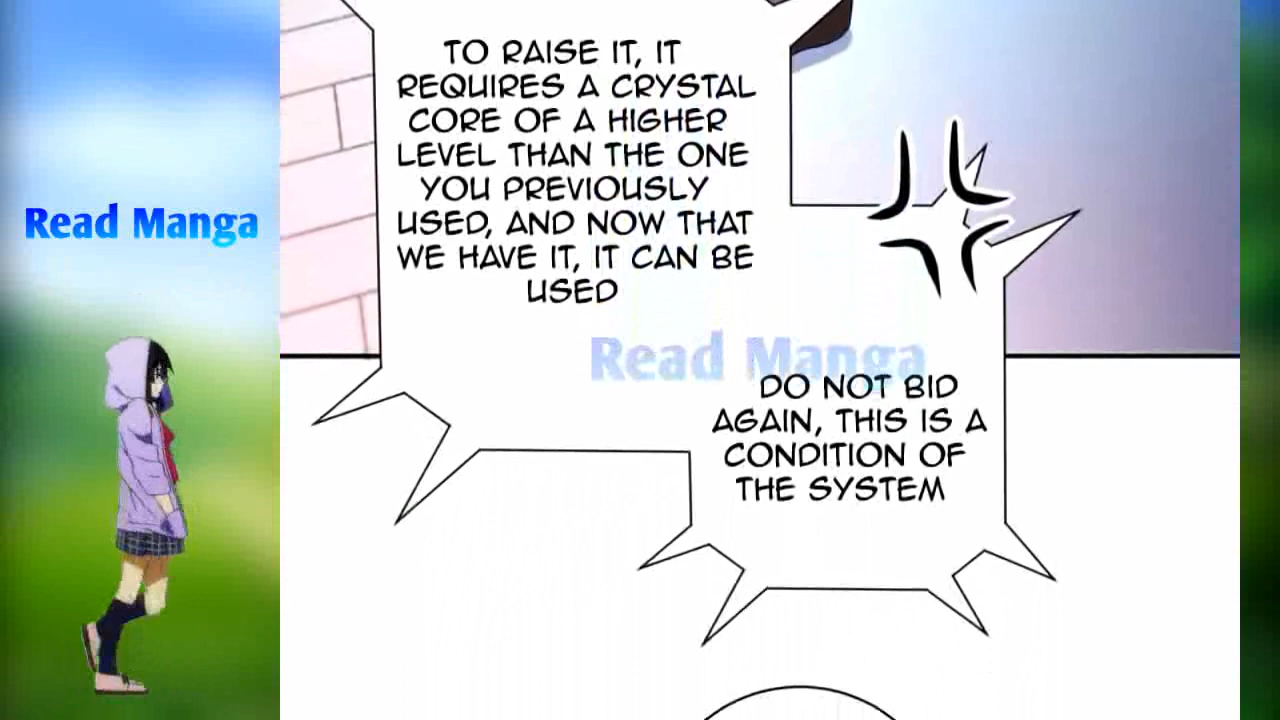 Read Manga
TO RAISE IT, IT
REQUIRES A CRYSTAL
CORE OF A HIGHER
LEVEL THAN THE ONE
YOU PREVIOUSLY
USED, AND NOW THAT
WE HAVE IT, IT CAN BE
USED
Read Manga
DO NOT BID
AGAIN, THIS IS A
CONDITION OF
THE SYSTEM